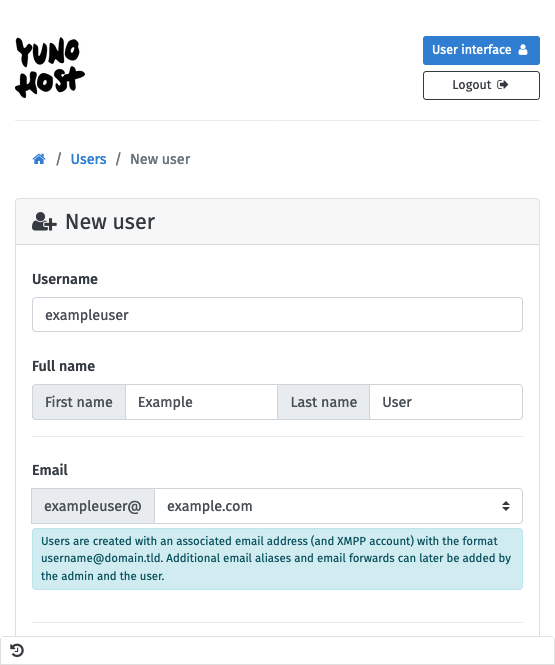 YUNO
HOST
User interface
Logout
/ Users / New user
New user
Username
exampleuser
Full name
First name Example Last name User
Email
exampleuser@ example.com
Users are created with an associated email address (and XMPP account) with the format
username@domain.tld. Additional email aliases and email forwards can later be added by
the admin and the user.